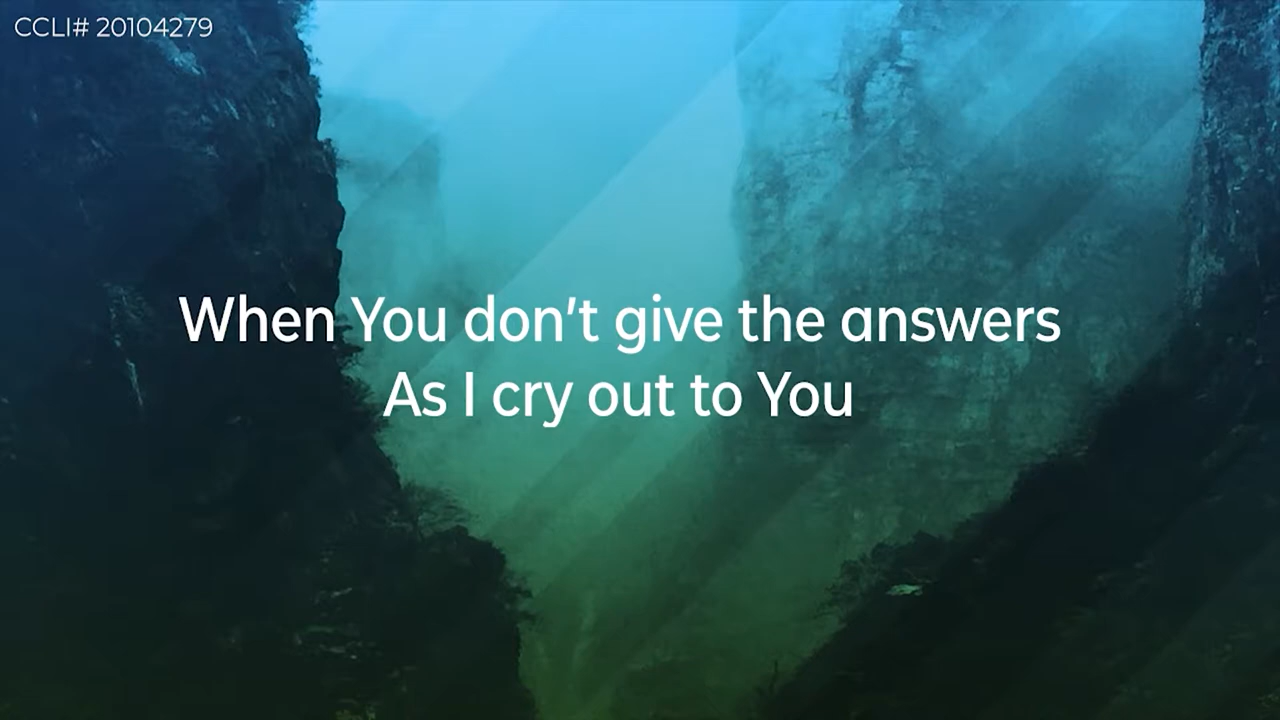 CCLI# 20104279
When You don't give the answers
As I cry out to You